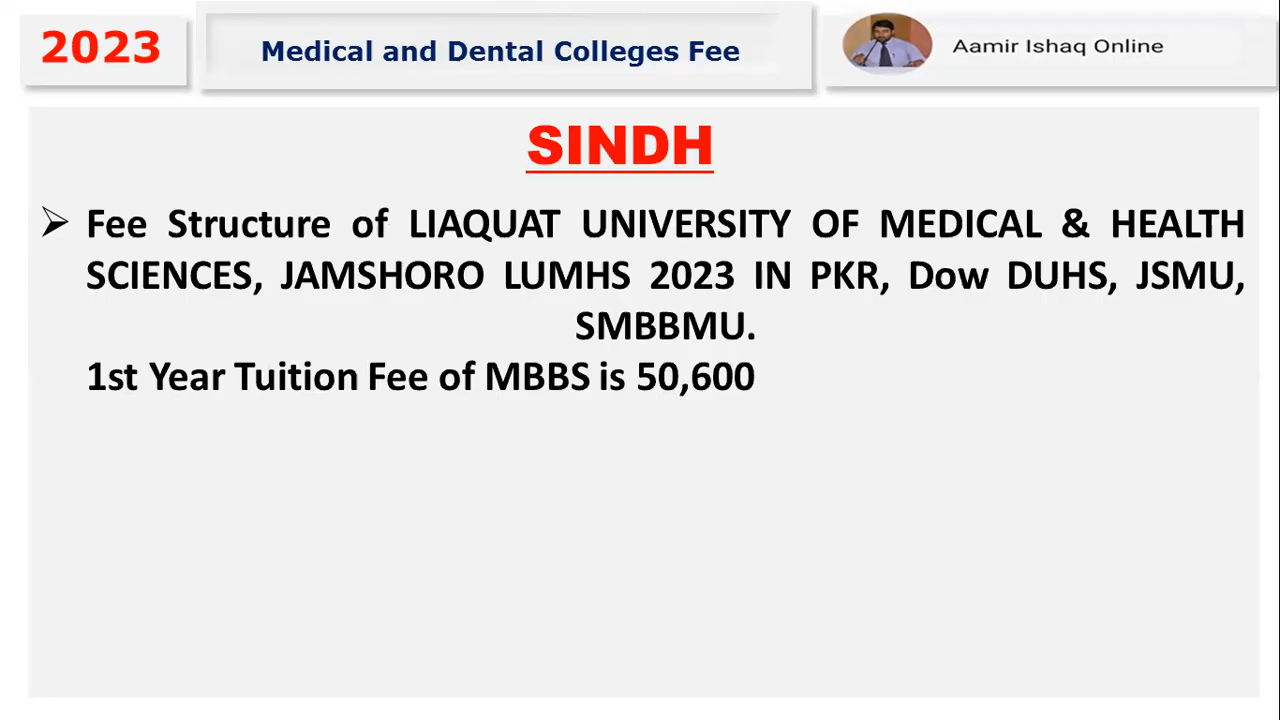 2023
Medical and Dental Colleges Fee
Aamir Ishaq Online
SINDH
➢ Fee Structure of LIAQUAT UNIVERSITY OF MEDICAL & HEALTH
SCIENCES, JAMSHORO LUMHS 2023 IN PKR, Dow DUHS, JSMU,
SMBBMU.
1st Year Tuition Fee of MBBS is 50,600